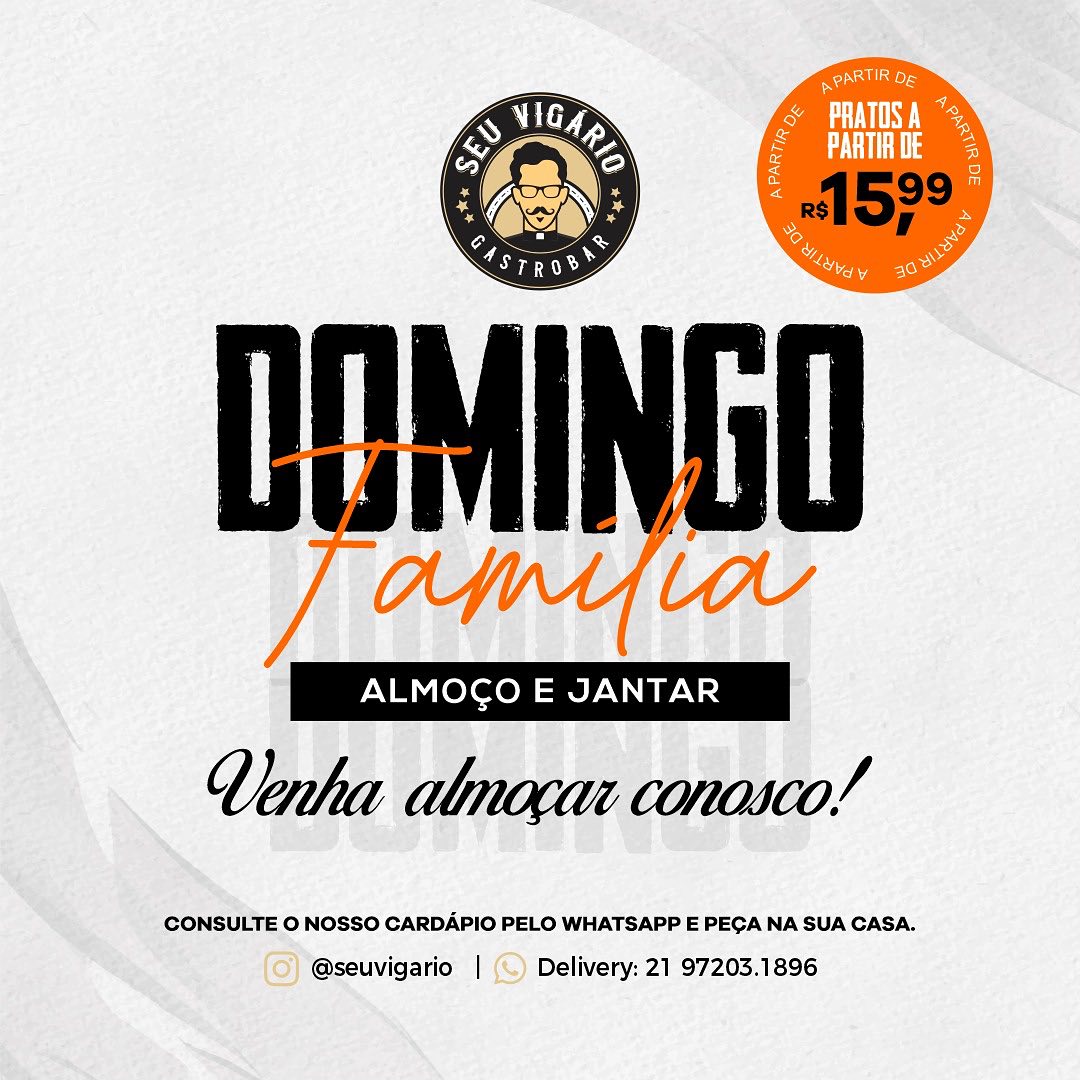 SEU VIGÁRIO
GASTROBAR
A PARTIR DE A PARTIR DE A PARTIR DE A PARTIR DE A PARTIR DE
PRATOS A
PARTIR DE
R$15,99
DOMINGO
Família
DOMINGO
ALMOÇO E JANTAR
DOMINGO
Venha almoçar conosco!
CONSULTE O NOSSO CARDÁPIO PELO WHATSAPP E PEÇA NA SUA CASA.
@seuvigario | Delivery: 21 97203.1896